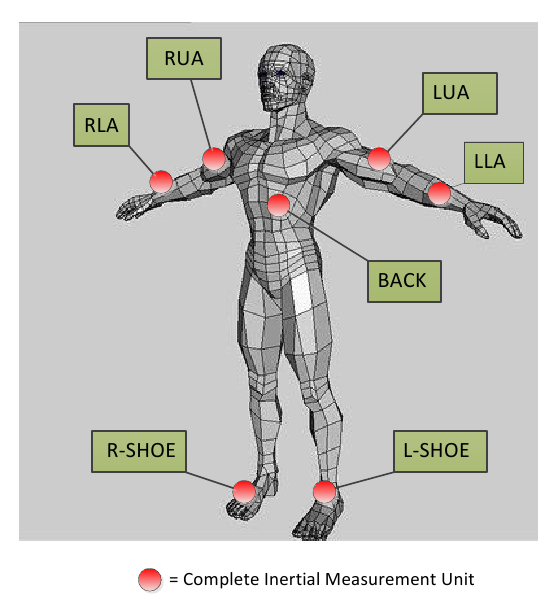 RUA
LUA
RLA
LLA
BACK
R-SHOE
L-SHOE
= Complete Inertial Measurement Unit